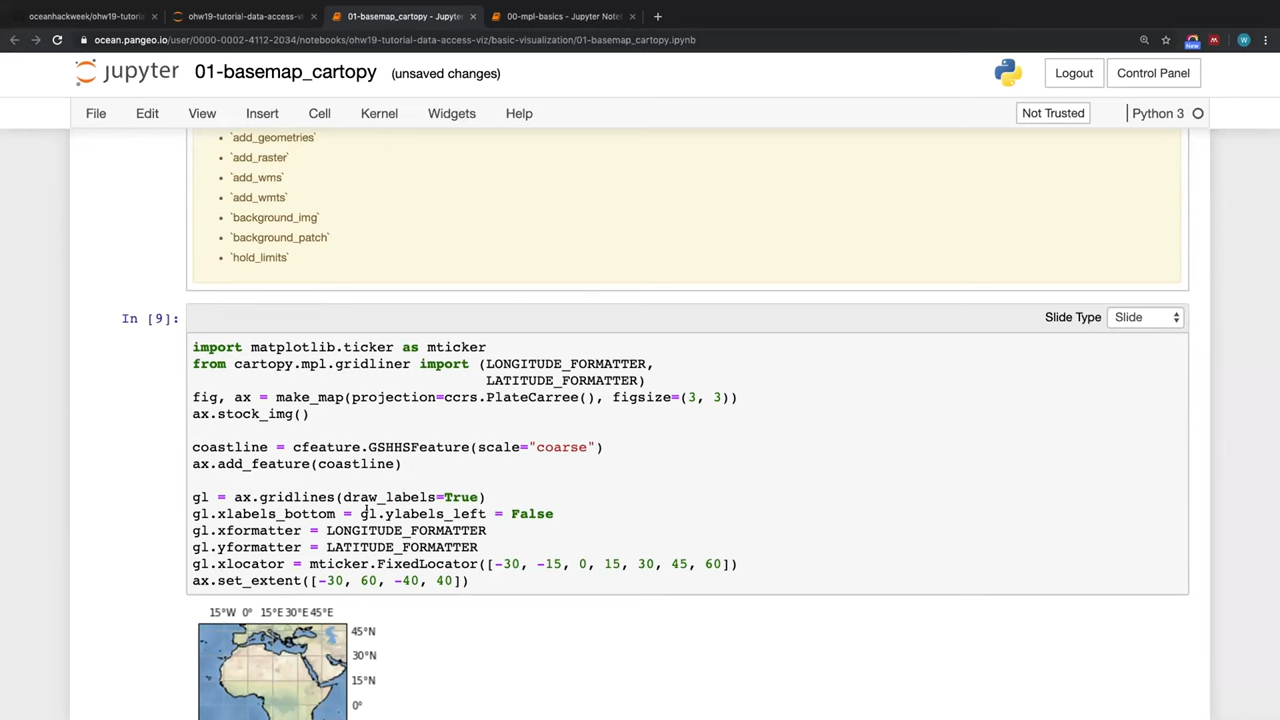 oceanhackweek/ohw19-tutoria
ohw19-tutorial-data-access-vi
01-basemap_cartopy - Jupyter
00-mpl-basics - Jupyter Note
ocean.pangeo.io/user/0000-0002-4112-2034/notebooks/ohw19-tutorial-data-access-viz/basic-visualization/01-basemap_cartopy.ipynb
New
W
jupyter 01-basemap_cartopy (unsaved changes)
Logout
Control Panel
File Edit View Insert Cell Kernel Widgets Help
Not Trusted
Python 3
• `add_geometries`
• `add_raster`
• `add_wms`
• `add_wmts`
• `background_img`
• `background_patch`
• `hold_limits`
In [9]:
Slide Type Slide
import matplotlib.ticker as mticker
from cartopy.mpl.gridliner import (LONGITUDE_FORMATTER,
LATITUDE_FORMATTER)
fig, ax = make_map(projection=ccrs.PlateCarree(), figsize=(3, 3))
ax.stock_img()
coastline = cfeature.GSHHSFeature(scale="coarse")
ax.add_feature(coastline)
gl = ax.gridlines(draw_labels=True)
gl.xlabels_bottom = gl.ylabels_left = False
gl.xformatter = LONGITUDE_FORMATTER
gl.yformatter = LATITUDE_FORMATTER
gl.xlocator = mticker.FixedLocator([-30, -15, 0, 15, 30, 45, 60])
ax.set_extent([-30, 60, -40, 40])
15°W 0° 15°E 30°E 45°E
45°N
30°N
15°N
0°